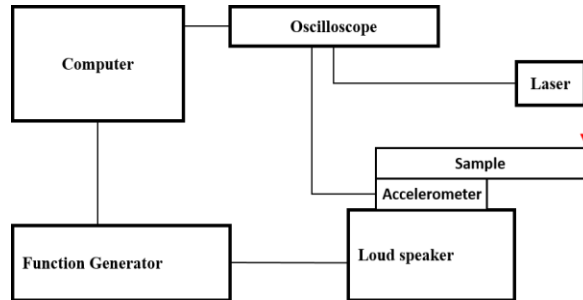 Oscilloscope
Computer
Laser
Sample
Accelerometer
Function Generator
Loud speaker